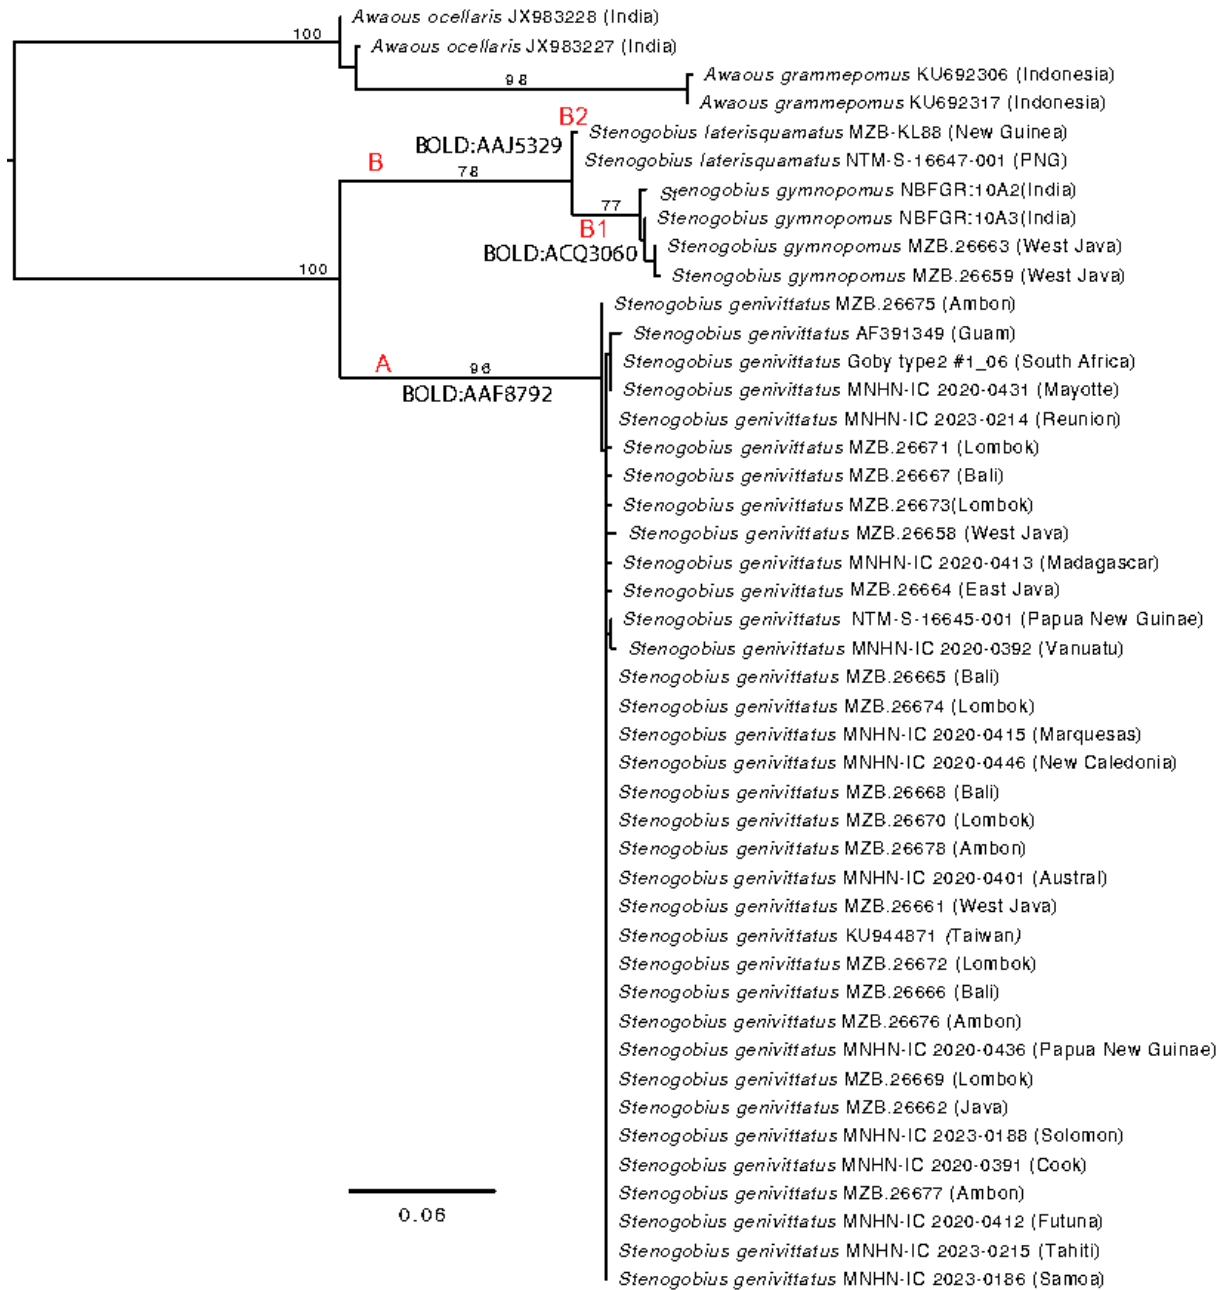 Awaous ocellaris JX983228 (India)
100
Awaous ocellaris JX983227 (India)
98
Awaous grammepomus KU692306 (Indonesia)
Awaous grammepomus KU692317 (Indonesia)
B2
Stenogobius laterisquamatus MZB-KL88 (New Guinea)
BOLD:AAJ5329
B
78
Stenogobius laterisquamatus NTM-S-16647-001 (PNG)
Stenogobius gymnopomus NBFGR:10A2(India)
77
Stenogobius gymnopomus NBFGR:10A3(India)
B1
BOLD:ACQ3060
Stenogobius gymnopomus MZB.26663 (West Java)
100
Stenogobius gymnopomus MZB.26659 (West Java)
Stenogobius genivittatus MZB.26675 (Ambon)
Stenogobius genivittatus AF391349 (Guam)
A
96
BOLD:AAF8792
Stenogobius genivittatus Goby type2 #1_06 (South Africa)
Stenogobius genivittatus MNHN-IC 2020-0431 (Mayotte)
Stenogobius genivittatus MNHN-IC 2023-0214 (Reunion)
Stenogobius genivittatus MZB.26671 (Lombok)
Stenogobius genivittatus MZB.26667 (Bali)
Stenogobius genivittatus MZB.26673(Lombok)
Stenogobius genivittatus MZB.26658 (West Java)
Stenogobius genivittatus MNHN-IC 2020-0413 (Madagascar)
Stenogobius genivittatus MZB.26664 (East Java)
Stenogobius genivittatus NTM-S-16645-001 (Papua New Guinae)
Stenogobius genivittatus MNHN-IC 2020-0392 (Vanuatu)
Stenogobius genivittatus MZB.26665 (Bali)
Stenogobius genivittatus MZB.26674 (Lombok)
Stenogobius genivittatus MNHN-IC 2020-0415 (Marquesas)
Stenogobius genivittatus MNHN-IC 2020-0446 (New Caledonia)
Stenogobius genivittatus MZB.26668 (Bali)
Stenogobius genivittatus MZB.26670 (Lombok)
Stenogobius genivittatus MZB.26678 (Ambon)
Stenogobius genivittatus MNHN-IC 2020-0401 (Austral)
Stenogobius genivittatus MZB.26661 (West Java)
Stenogobius genivittatus KU944871 (Taiwan)
Stenogobius genivittatus MZB.26672 (Lombok)
Stenogobius genivittatus MZB.26666 (Bali)
Stenogobius genivittatus MZB.26676 (Ambon)
Stenogobius genivittatus MNHN-IC 2020-0436 (Papua New Guinae)
Stenogobius genivittatus MZB.26669 (Lombok)
Stenogobius genivittatus MZB.26662 (Java)
Stenogobius genivittatus MNHN-IC 2023-0188 (Solomon)
Stenogobius genivittatus MNHN-IC 2020-0391 (Cook)
Stenogobius genivittatus MZB.26677 (Ambon)
0.06
Stenogobius genivittatus MNHN-IC 2020-0412 (Futuna)
Stenogobius genivittatus MNHN-IC 2023-0215 (Tahiti)
Stenogobius genivittatus MNHN-IC 2023-0186 (Samoa)